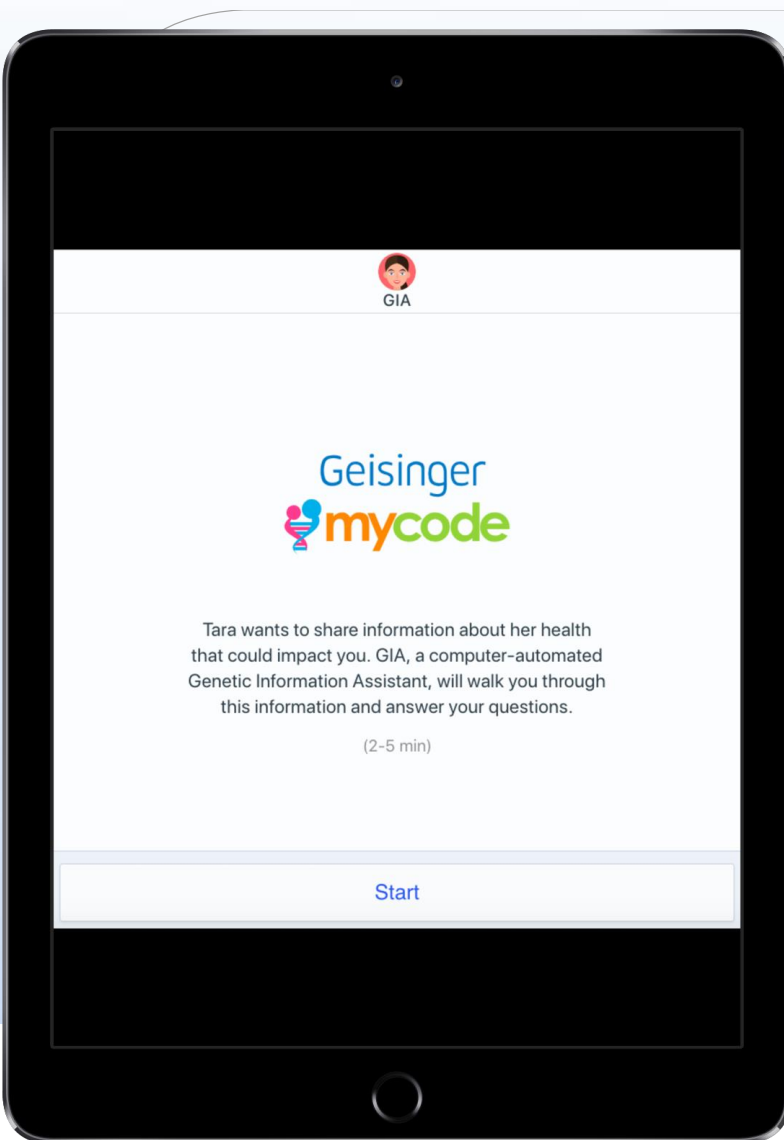 GIA
Geisinger
mycode
Tara wants to share information about her health
that could impact you. GIA, a computer-automated
Genetic Information Assistant, will walk you through
this information and answer your questions.
(2-5 min)
Start